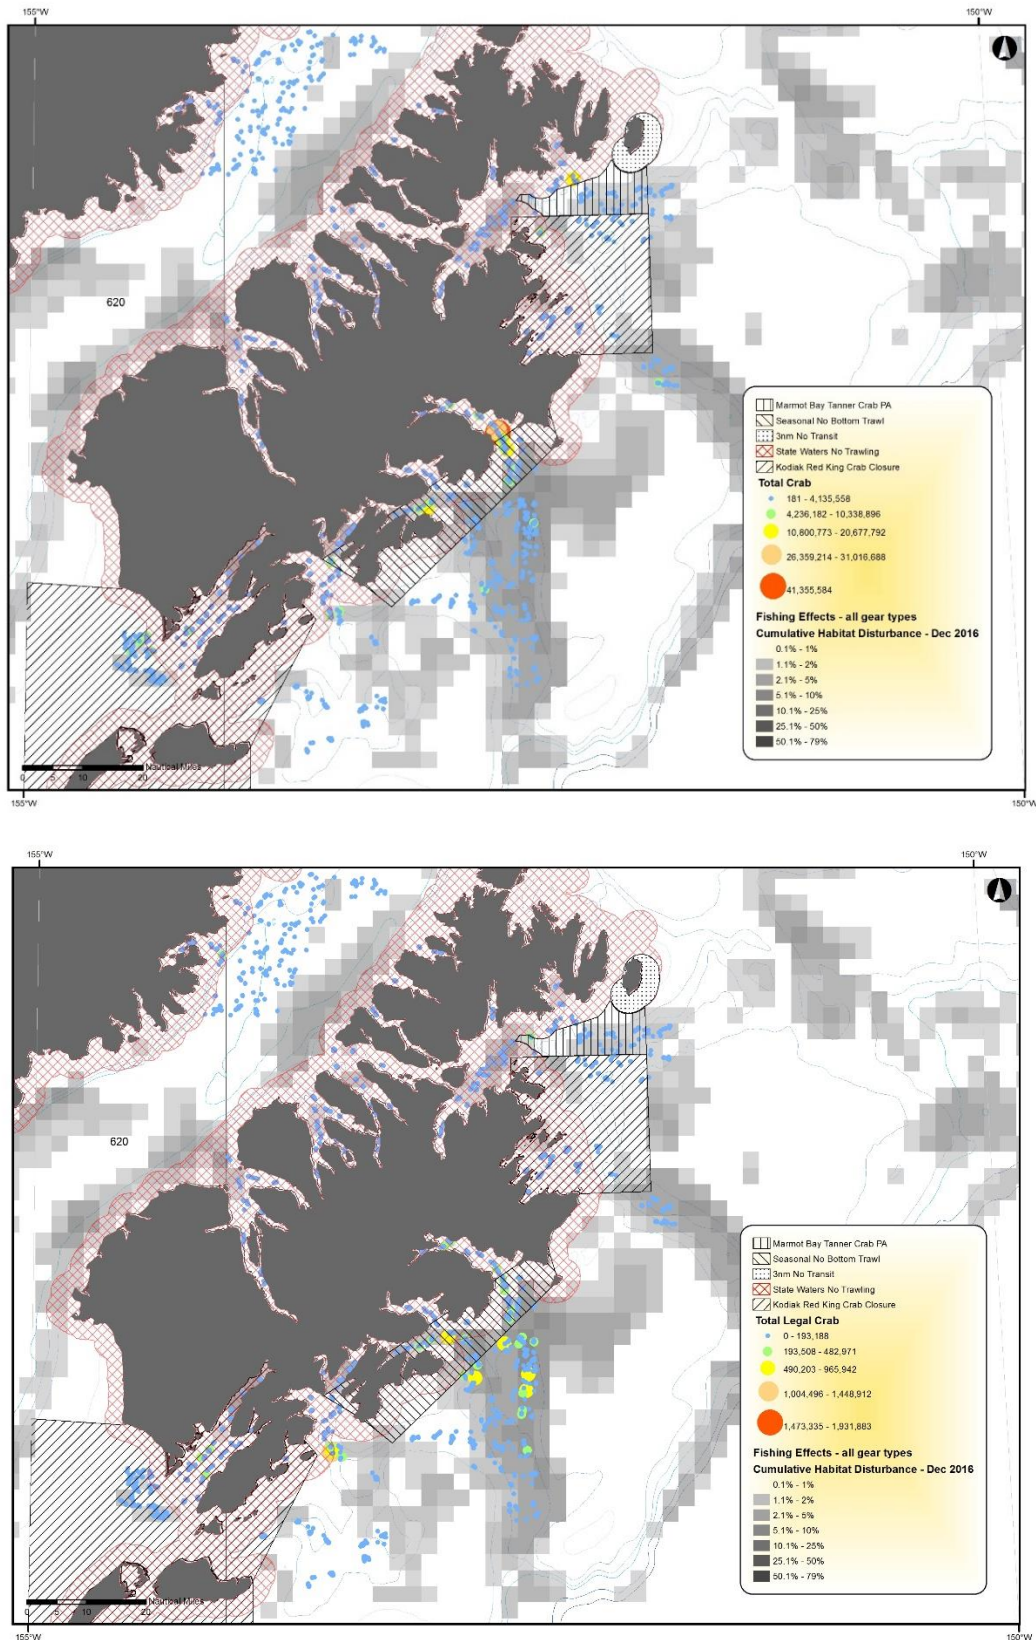 155°W
150°W
620
Marmot Bay Tanner Crab PA
Seasonal No Bottom Trawl
3nm No Transit
State Waters No Trawling
Kodiak Red King Crab Closure
Total Crab
181 - 4,135,558
4,236,182 - 10,338,896
10,800,773 - 20,677,792
26,359,214 - 31,016,688
41,355,584
Fishing Effects - all gear types
Cumulative Habitat Disturbance - Dec 2016
0.1% - 1%
1.1% - 2%
2.1% - 5%
5.1% - 10%
10.1% - 25%
25.1% - 50%
50.1% - 79%
Nautical Miles
0 5 10 20
155°W
150°W
155°W
150°W
620
Marmot Bay Tanner Crab PA
Seasonal No Bottom Trawl
3nm No Transit
State Waters No Trawling
Kodiak Red King Crab Closure
Total Legal Crab
0 - 193,188
193,508 - 482,971
490,203 - 965,942
1,004,496 - 1,448,912
1,473,335 - 1,931,883
Fishing Effects - all gear types
Cumulative Habitat Disturbance - Dec 2016
0.1% - 1%
1.1% - 2%
2.1% - 5%
5.1% - 10%
10.1% - 25%
25.1% - 50%
50.1% - 79%
Nautical Miles
0 5 10 20
155°W
150°W